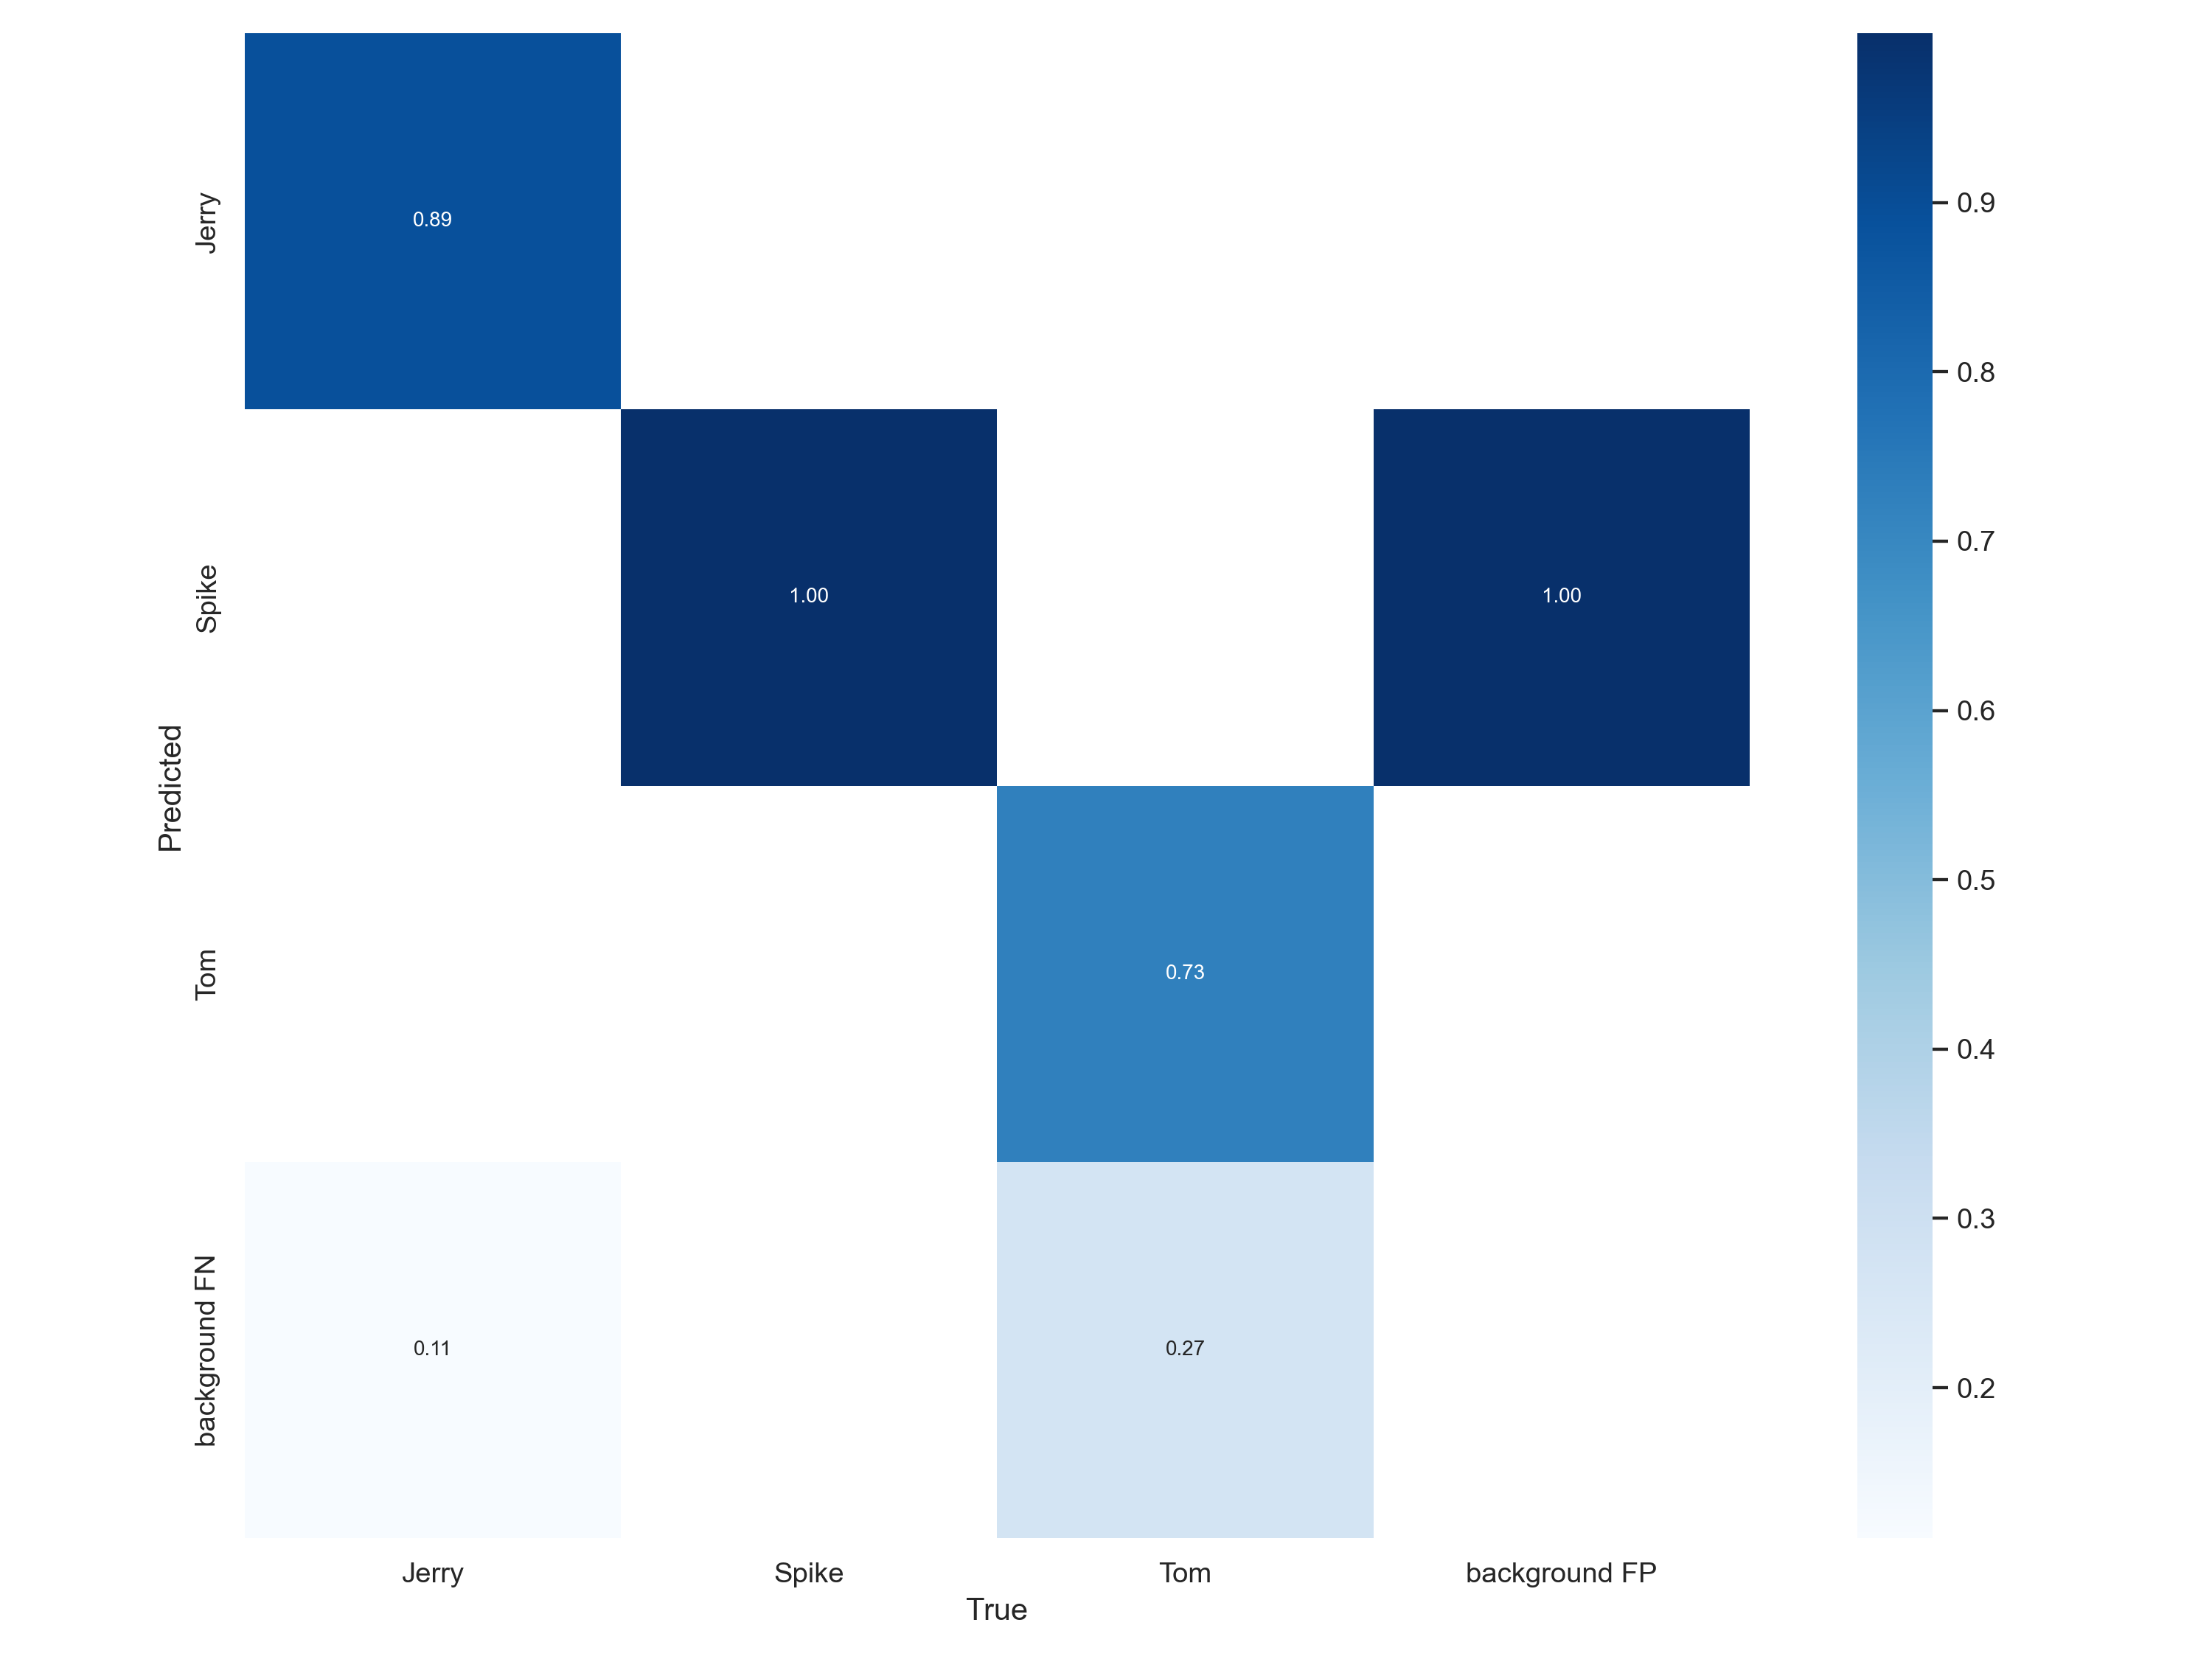 Predicted
Jerry
Spike
Tom
background FN
0.89
1.00
1.00
0.73
0.11
0.27
Jerry
Spike
Tom
background FP
True
0.9
0.8
0.7
0.6
0.5
0.4
0.3
0.2